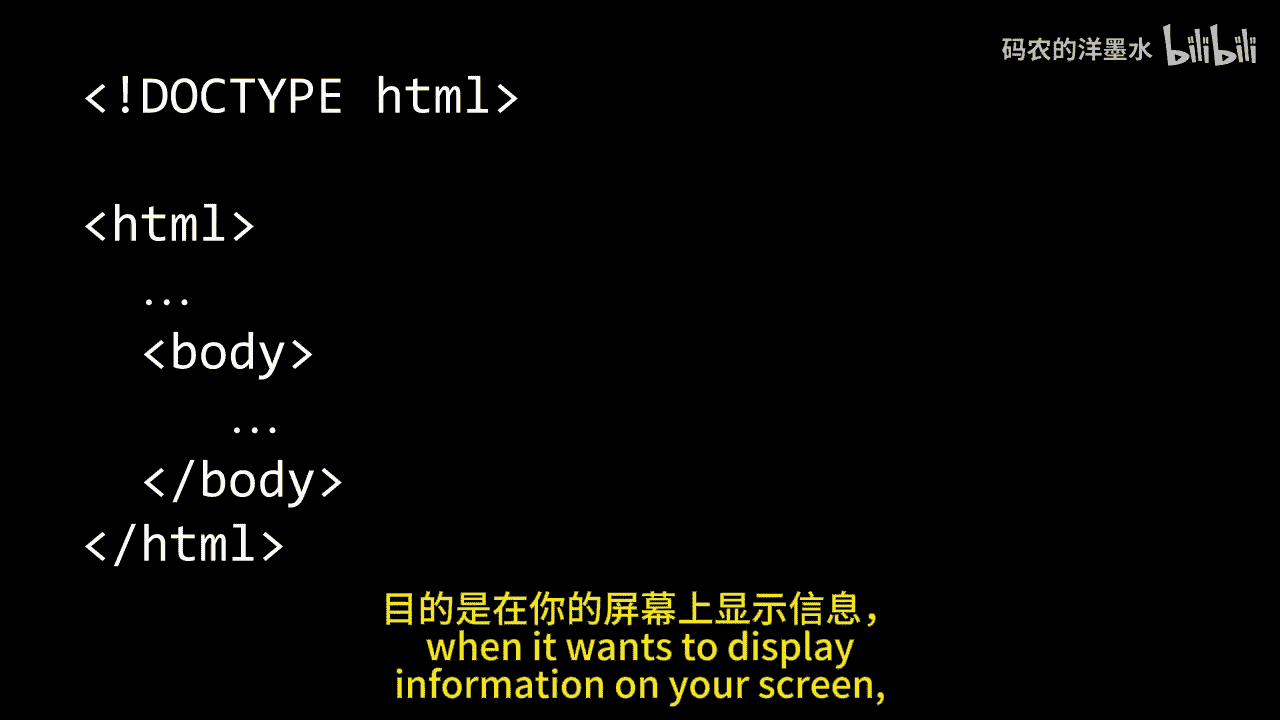 码农的洋墨水 bilibili
<!DOCTYPE html>
<html>
...
<body>
...
</body>
</html>
目的是在你的屏幕上显示信息，
when it wants to display
information on your screen,